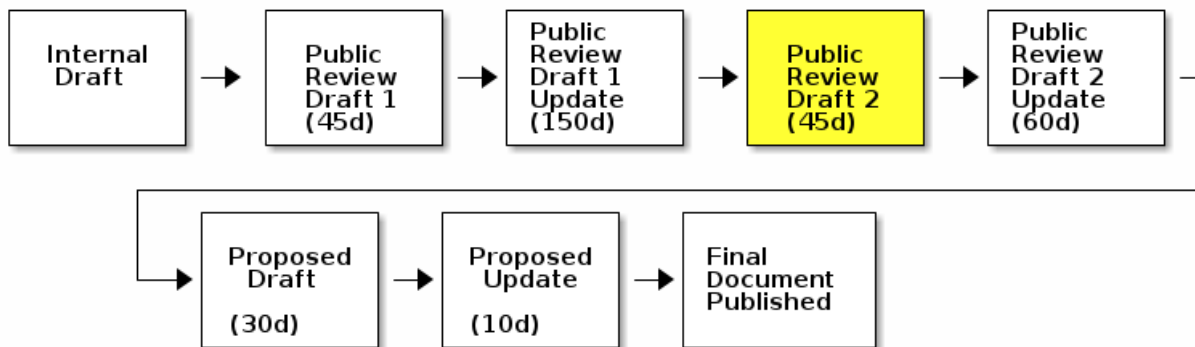 Internal
Draft
Public
Review
Draft 1
(45d)
Public
Review
Draft 1
Update
(150d)
Public
Review
Draft 2
(45d)
Public
Review
Draft 2
Update
(60d)
Proposed
Draft
(30d)
Proposed
Update
(10d)
Final
Document
Published